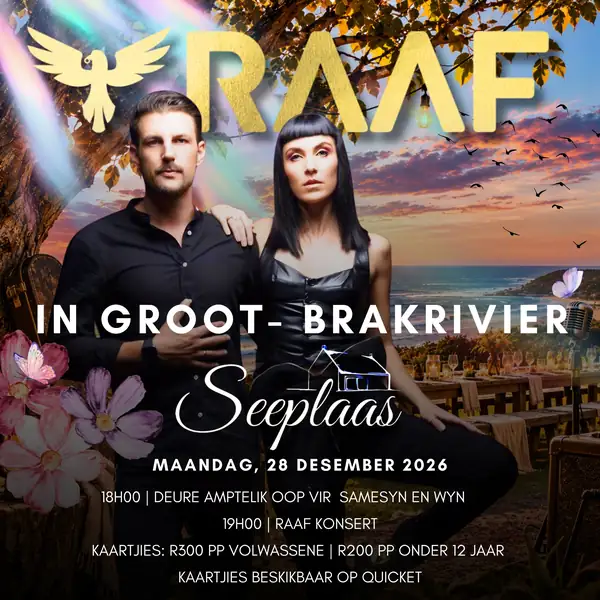 RAAF
IN GROOT- BRAKRIVIER
Seeplaas
MAANDAG, 28 DESEMBER 2026
18H00 | DEURE AMPTELIK OOP VIR SAMESYN EN WYN
19H00 | RAAF KONSERT
KAARTJIES: R300 PP VOLWASSENE | R200 PP ONDER 12 JAAR
KAARTJIES BESKIKBAAR OP QUICKET